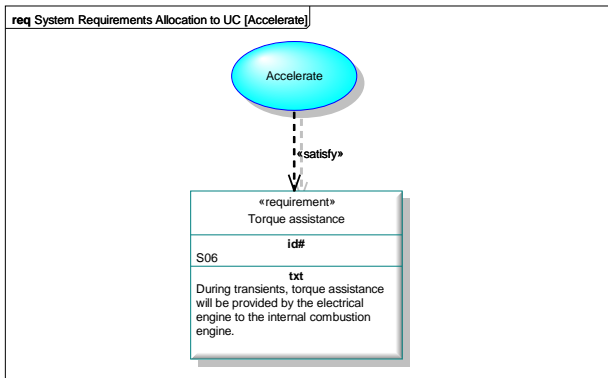 req System Requirements Allocation to UC [Accelerate]
Accelerate
«satisfy»
«requirement»
Torque assistance
id#
S06
txt
During transients, torque assistance
will be provided by the electrical
engine to the internal combustion
engine.